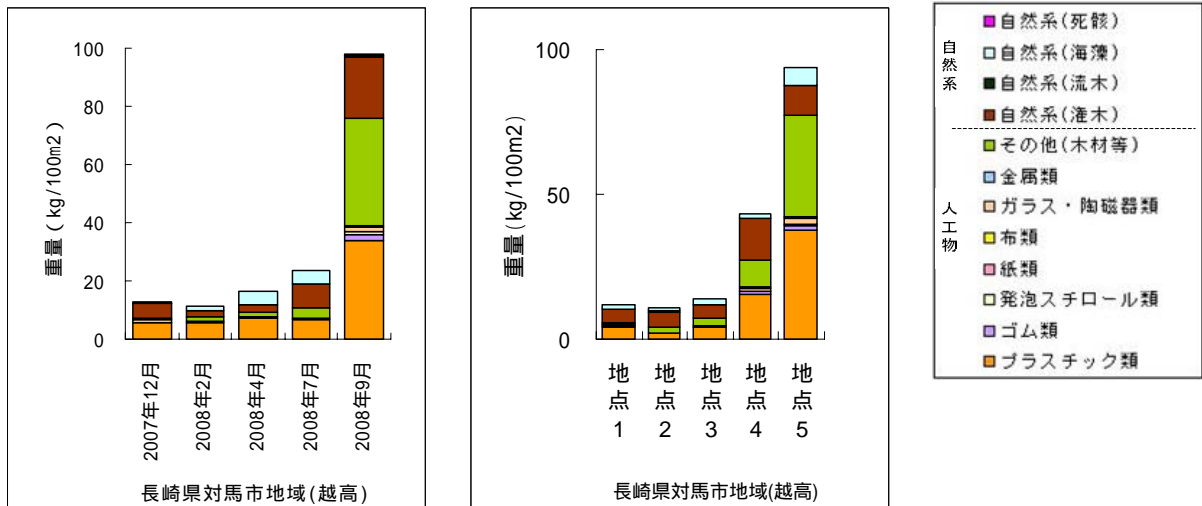 100
80
60
40
20
0
重量(kg/100m2)
2007年12月
2008年2月
2008年4月
2008年7月
2008年9月
長崎県対馬市地域(越高)
100
50
0
重量(kg/100m2)
地点1
地点2
地点3
地点4
地点5
長崎県対馬市地域(越高)
自然系
自然系(死骸)
自然系(海藻)
自然系(流木)
自然系(潅木)
人工物
その他(木材等)
金属類
ガラス・陶磁器類
布類
紙類
発泡スチロール類
ゴム類
プラスチック類